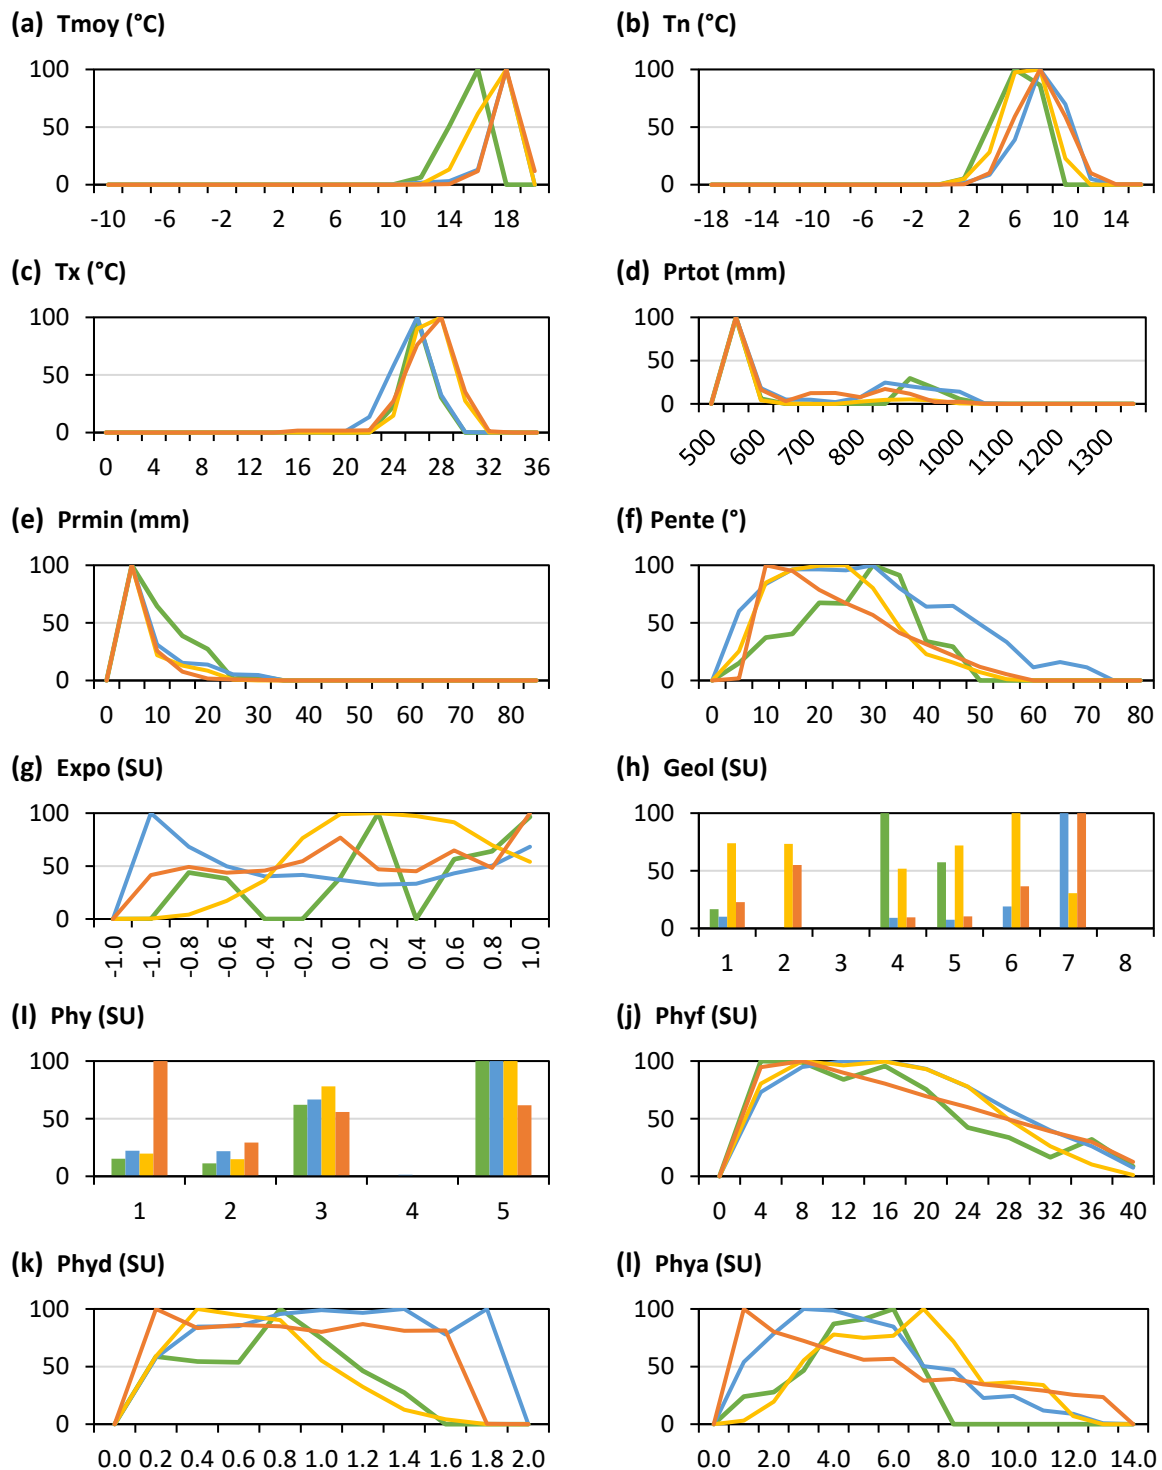 (a) Tmoy (°C)
100
50
0
-10 -6 -2 2 6 10 14 18
(b) Tn (°C)
100
50
0
-18 -14 -10 -6 -2 2 6 10 14
(c) Tx (°C)
100
50
0
0 4 8 12 16 20 24 28 32 36
(d) Prtot (mm)
100
50
0
500 600 700 800 900 1000 1100 1200 1300
(e) Prmin (mm)
100
50
0
0 10 20 30 40 50 60 70 80
(f) Pente (°)
100
50
0
0 10 20 30 40 50 60 70 80
(g) Expo (SU)
100
50
0
-1.0 -1.0 -0.8 -0.6 -0.4 -0.2 0.0 0.2 0.4 0.6 0.8 1.0
(h) Geol (SU)
100
50
0
1 2 3 4 5 6 7 8
(I) Phy (SU)
100
50
0
1 2 3 4 5
(j) Phyf (SU)
100
50
0
0 4 8 12 16 20 24 28 32 36 40
(k) Phyd (SU)
100
50
0
0.0 0.2 0.4 0.6 0.8 1.0 1.2 1.4 1.6 1.8 2.0
(l) Phya (SU)
100
50
0
0.0 2.0 4.0 6.0 8.0 10.0 12.0 14.0